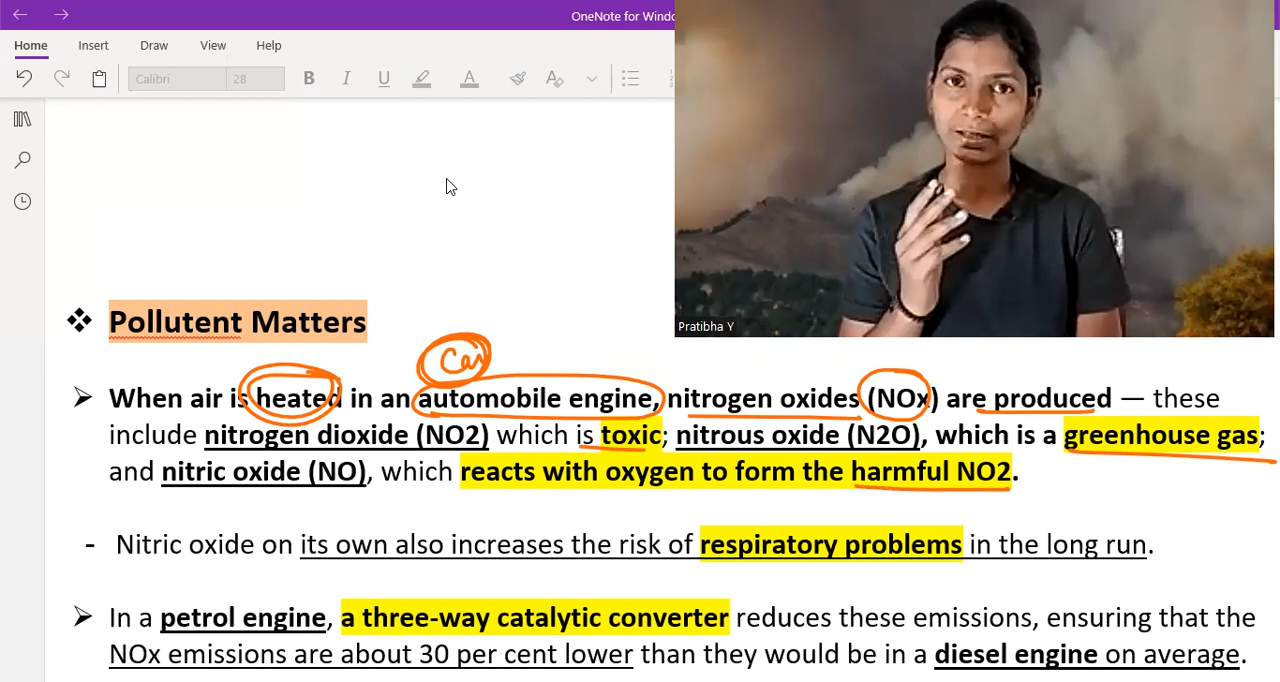 OneNote for Windo
Home Insert Draw View Help
Calibri 28 B I U A
Pratibha Y
❖ Pollutent Matters
Car
➢ When air is heated in an automobile engine, nitrogen oxides (NOx) are produced — these
include nitrogen dioxide (NO2) which is toxic; nitrous oxide (N2O), which is a greenhouse gas;
and nitric oxide (NO), which reacts with oxygen to form the harmful NO2.
- Nitric oxide on its own also increases the risk of respiratory problems in the long run.
➢ In a petrol engine, a three-way catalytic converter reduces these emissions, ensuring that the
NOx emissions are about 30 per cent lower than they would be in a diesel engine on average.